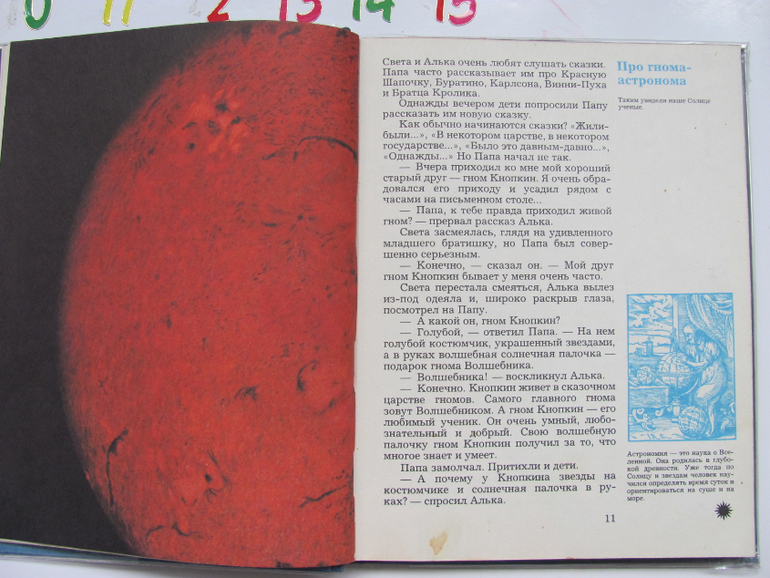 0 11 2 13 14 15
Света и Алька очень любят слушать сказки.
Папа часто рассказывает им про Красную
Шапочку, Буратино, Карлсона, Винни-Пуха
и Братца Кролика.
Однажды вечером дети попросили Папу
рассказать им новую сказку.
Как обычно начинаются сказки? «Жили-
были...», «В некотором царстве, в некотором
государстве...», «Было это давным-давно...»,
«Однажды...» Но Папа начал не так.
— Вчера приходил ко мне мой хороший
старый друг — гном Кнопкин. Я очень обра-
довался его приходу и усадил рядом с
часами на письменном столе...
— Папа, к тебе правда приходил живой
гном? — прервал рассказ Алька.
Света засмеялась, глядя на удивленного
младшего братишку, но Папа был совер-
шенно серьезным.
— Конечно, — сказал он. — Мой друг
гном Кнопкин бывает у меня очень часто.
Света перестала смеяться, Алька вылез
из-под одеяла и, широко раскрыв глаза,
посмотрел на Папу.
— А какой он, гном Кнопкин?
— Голубой, — ответил Папа. — На нем
голубой костюмчик, украшенный звездами,
а в руках волшебная солнечная палочка —
подарок гнома Волшебника.
— Волшебника! — воскликнул Алька.
— Конечно. Кнопкин живет в сказочном
царстве гномов. Самого главного гнома
зовут Волшебником. А гном Кнопкин — его
любимый ученик. Он очень умный, любо-
знательный и добрый. Свою волшебную
палочку гном Кнопкин получил за то, что
многое знает и умеет.
Папа замолчал. Притихли и дети.
— А почему у Кнопкина звезды на
костюмчике и солнечная палочка в ру-
ках? — спросил Алька.
11
Про гнома-
астронома
Таким увидели наше Солнце
ученые.
Астрономия — это наука о Все-
ленной. Она родилась в глубо-
кой древности. Уже тогда по
Солнцу и звездам человек нау-
чился определять время суток и
ориентироваться на суше и на
море.